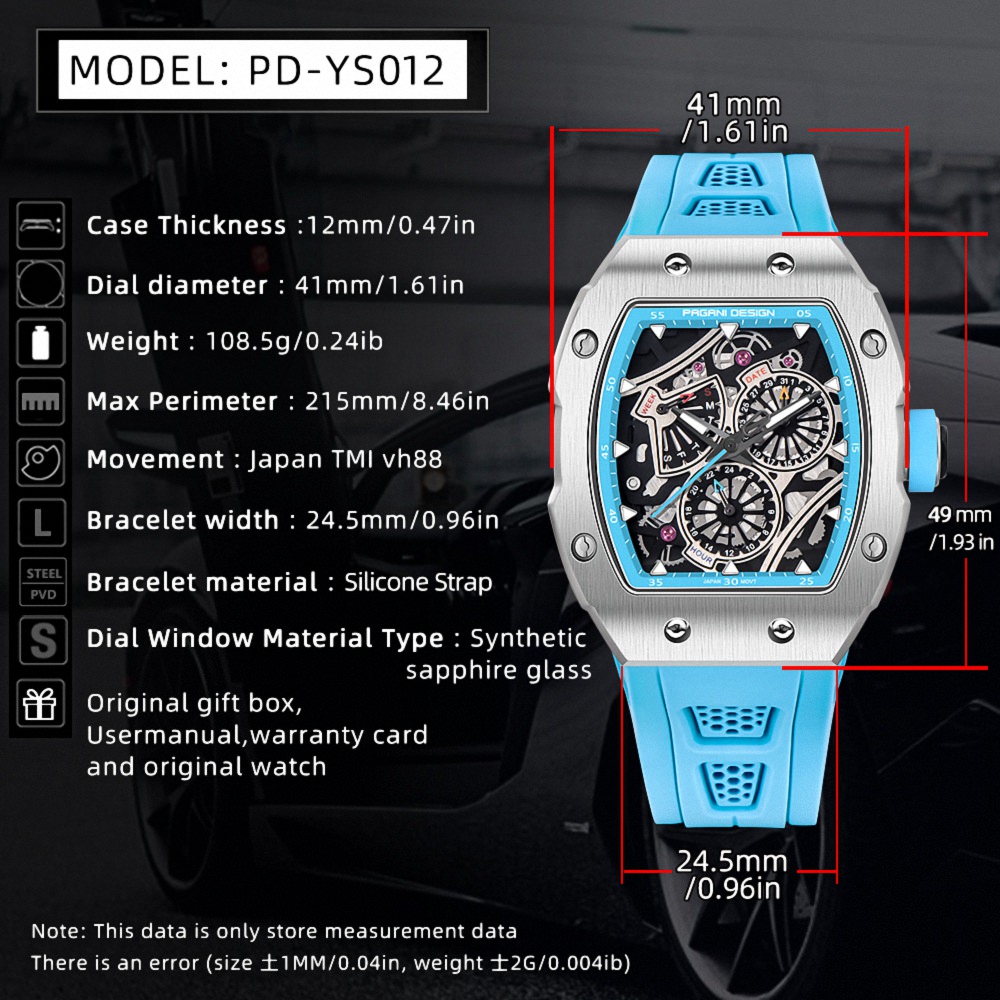 MODEL: PD-YS012
41mm
/1.61in
Case Thickness :12mm/0.47in
Dial diameter : 41mm/1.61in
Weight : 108.5g/0.24ib
Max Perimeter : 215mm/8.46in
Movement : Japan TMI vh88
L
Bracelet width : 24.5mm/0.96in
STEEL
PVD
Bracelet material : Silicone Strap
S
Dial Window Material Type : Synthetic
sapphire glass
Original gift box,
Usermanual,warranty card
and original watch
55 PAGANI DESIGN 05
50
10
WEEK
DATE
45
15
40
20
HOUR
35 JAPAN 30 MOVT 25
49mm
/1.93in
24.5mm
/0.96in
Note: This data is only store measurement data
There is an error (size ±1MM/0.04in, weight ±2G/0.004ib)